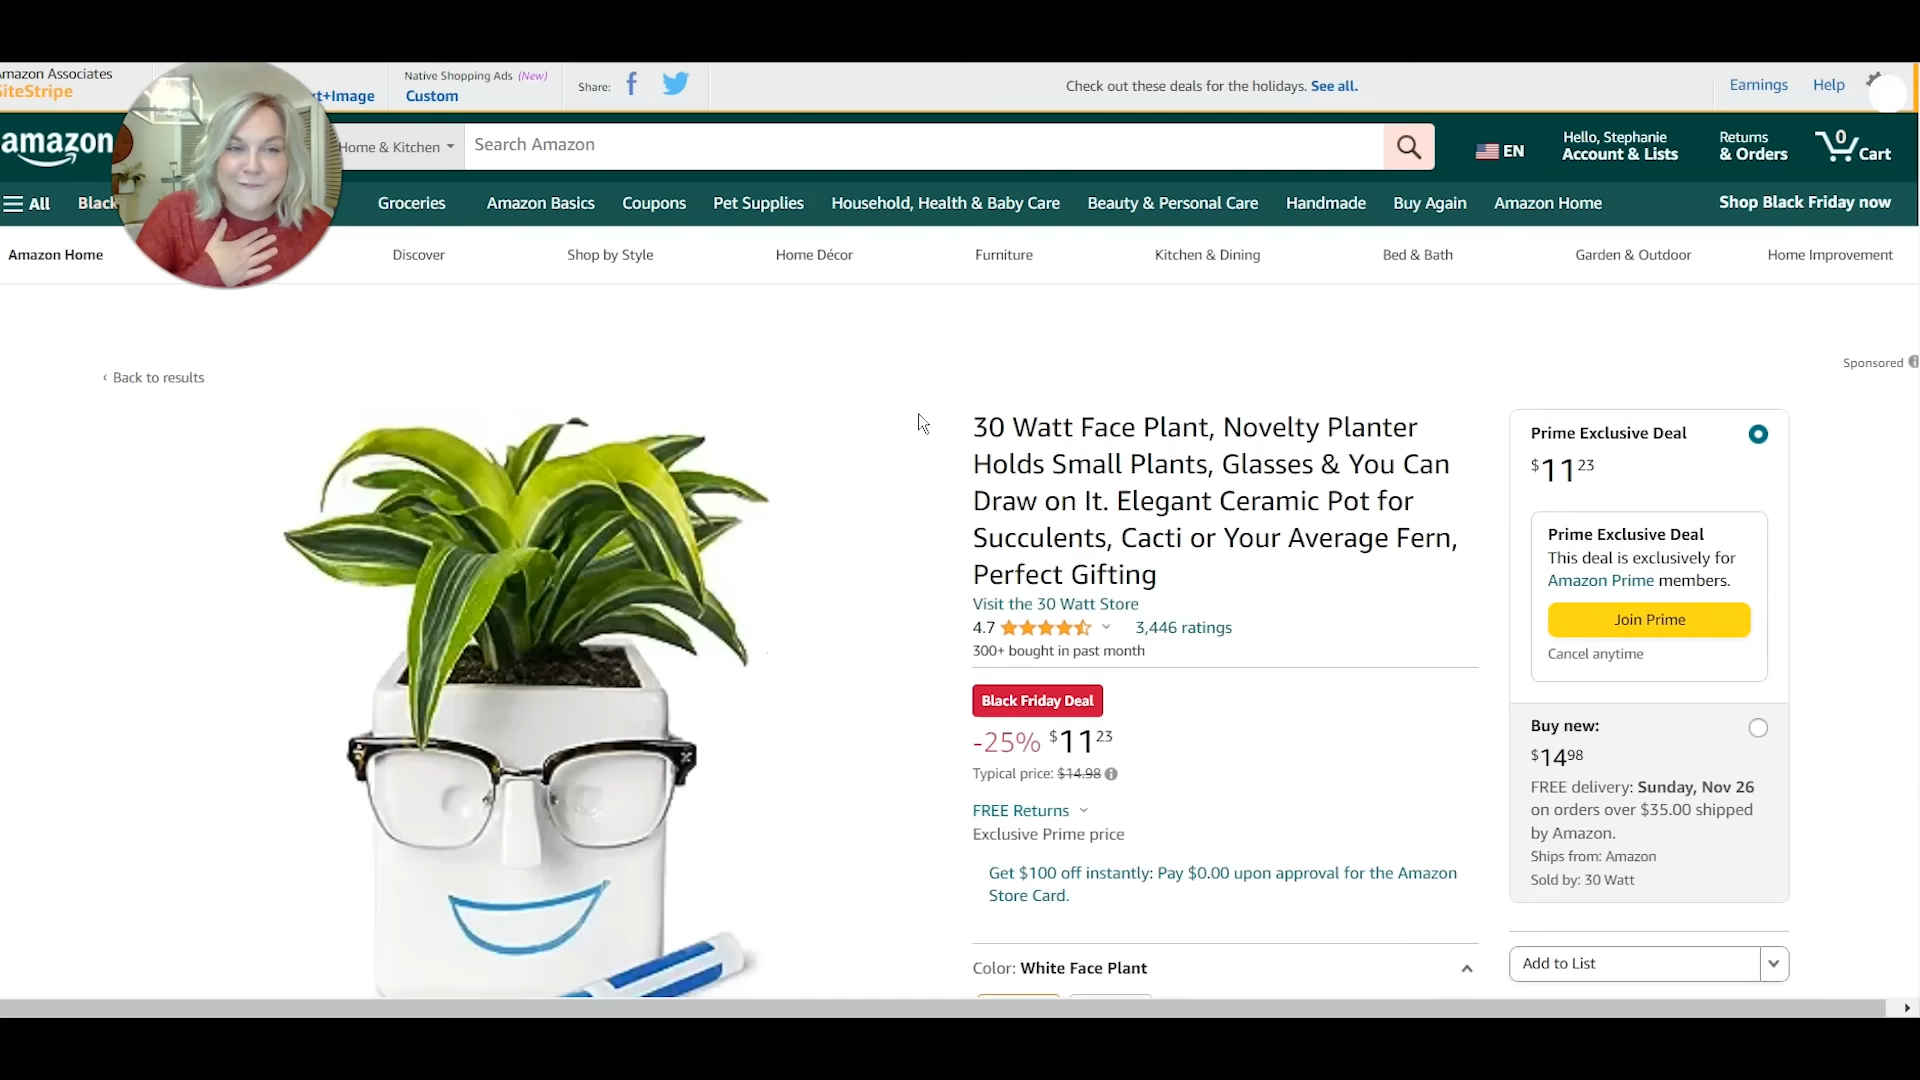 Amazon Associates
SiteStripe
xt+Image
Native Shopping Ads (New)
Custom
Share:
Check out these deals for the holidays. See all.
Earnings
Help
amazon
Home & Kitchen
Search Amazon
EN
Hello, Stephanie
Account & Lists
Returns
& Orders
0
Cart
All
Black
Groceries
Amazon Basics
Coupons
Pet Supplies
Household, Health & Baby Care
Beauty & Personal Care
Handmade
Buy Again
Amazon Home
Shop Black Friday now
Amazon Home
Discover
Shop by Style
Home Décor
Furniture
Kitchen & Dining
Bed & Bath
Garden & Outdoor
Home Improvement
Sponsored
‹ Back to results
30 Watt Face Plant, Novelty Planter
Holds Small Plants, Glasses & You Can
Draw on It. Elegant Ceramic Pot for
Succulents, Cacti or Your Average Fern,
Perfect Gifting
Visit the 30 Watt Store
4.7
3,446 ratings
300+ bought in past month
Black Friday Deal
-25% $11 23
Typical price: $14.98
FREE Returns
Exclusive Prime price
Get $100 off instantly: Pay $0.00 upon approval for the Amazon
Store Card.
Color: White Face Plant
Prime Exclusive Deal
$11 23
Prime Exclusive Deal
This deal is exclusively for
Amazon Prime members.
Join Prime
Cancel anytime
Buy new:
$14 98
FREE delivery: Sunday, Nov 26
on orders over $35.00 shipped
by Amazon.
Ships from: Amazon
Sold by: 30 Watt
Add to List